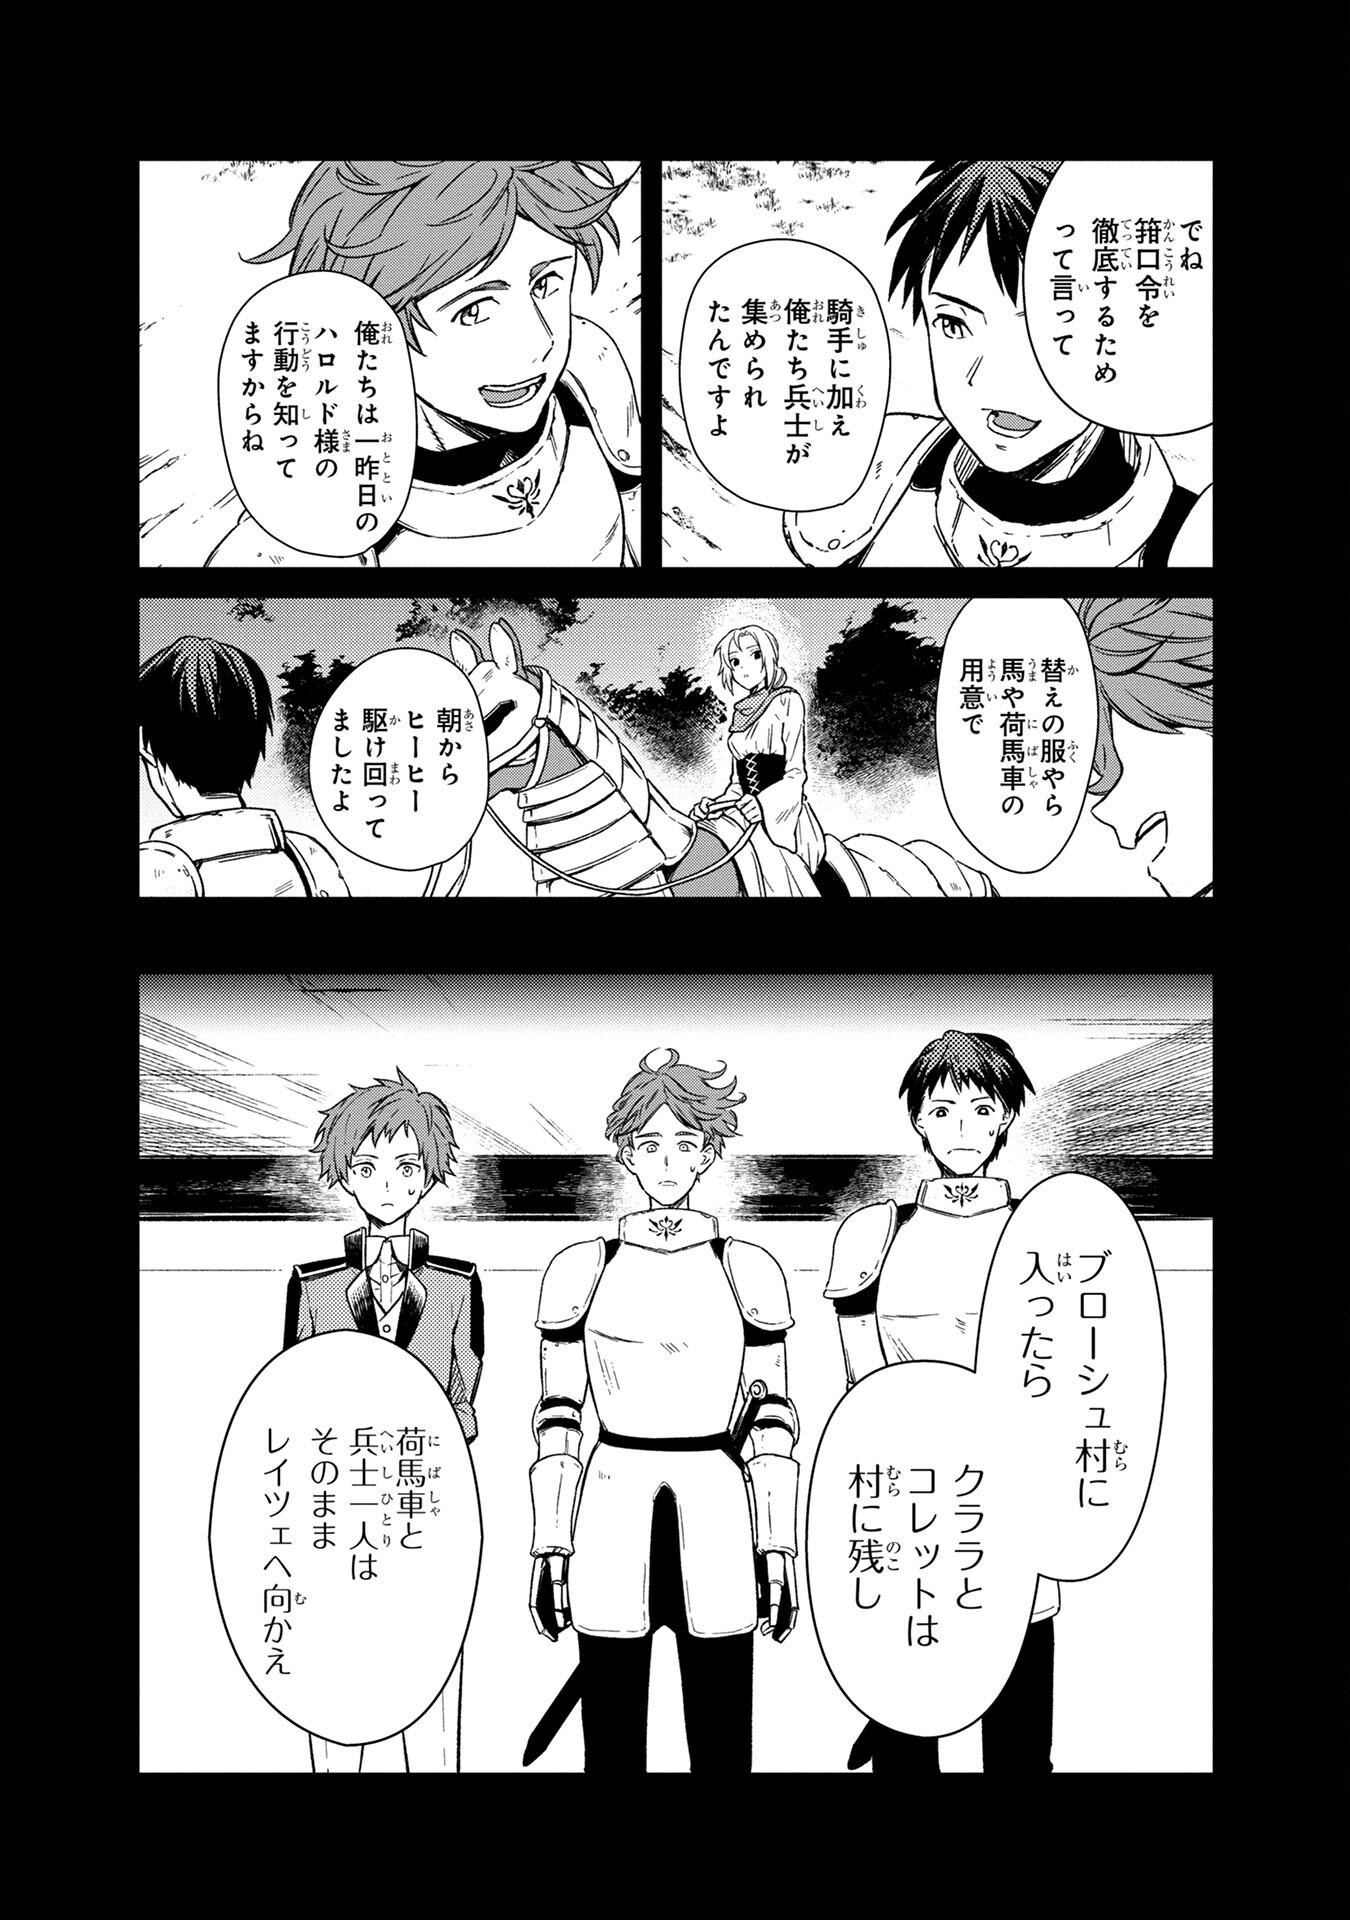 でね
箝口令を
徹底するため
って言って
騎手に加え
俺たち兵士が
集められ
たんですよ
俺たちは一昨日の
ハロルド様の
行動を知って
ますからね
替えの服やら
馬や荷馬車の
用意で
朝から
ヒーヒー
駆け回って
ましたよ
ブローシュ村に
入ったら
クララと
コレットは
村に残し
荷馬車と
兵士一人は
そのまま
レイツェへ向かえ